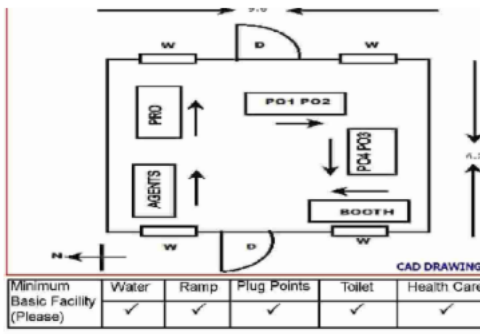 W D W
PRO
PO1 PO2
PO4 PO3
AGENTS
BOOTH
W D W
N
CAD DRAWING
Minimum Basic Facility (Please) Water Ramp Plug Points Toilet Health Care
✓ ✓ ✓ ✓ ✓